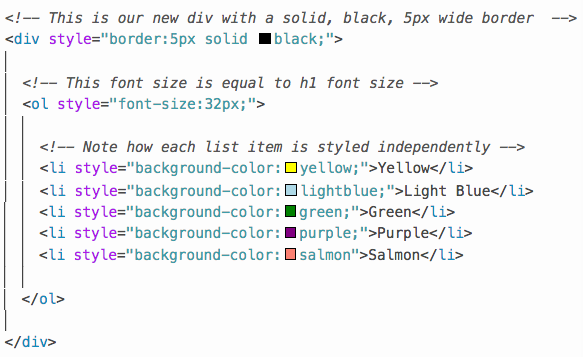 <!-- This is our new div with a solid, black, 5px wide border  -->
<div style="border:5px solid black;">
<!-- This font size is equal to h1 font size -->
<ol style="font-size:32px;">
<!-- Note how each list item is styled independently -->
<li style="background-color:yellow;">Yellow</li>
<li style="background-color:lightblue;">Light Blue</li>
<li style="background-color:green;">Green</li>
<li style="background-color:purple;">Purple</li>
<li style="background-color:salmon">Salmon</li>
</ol>
</div>